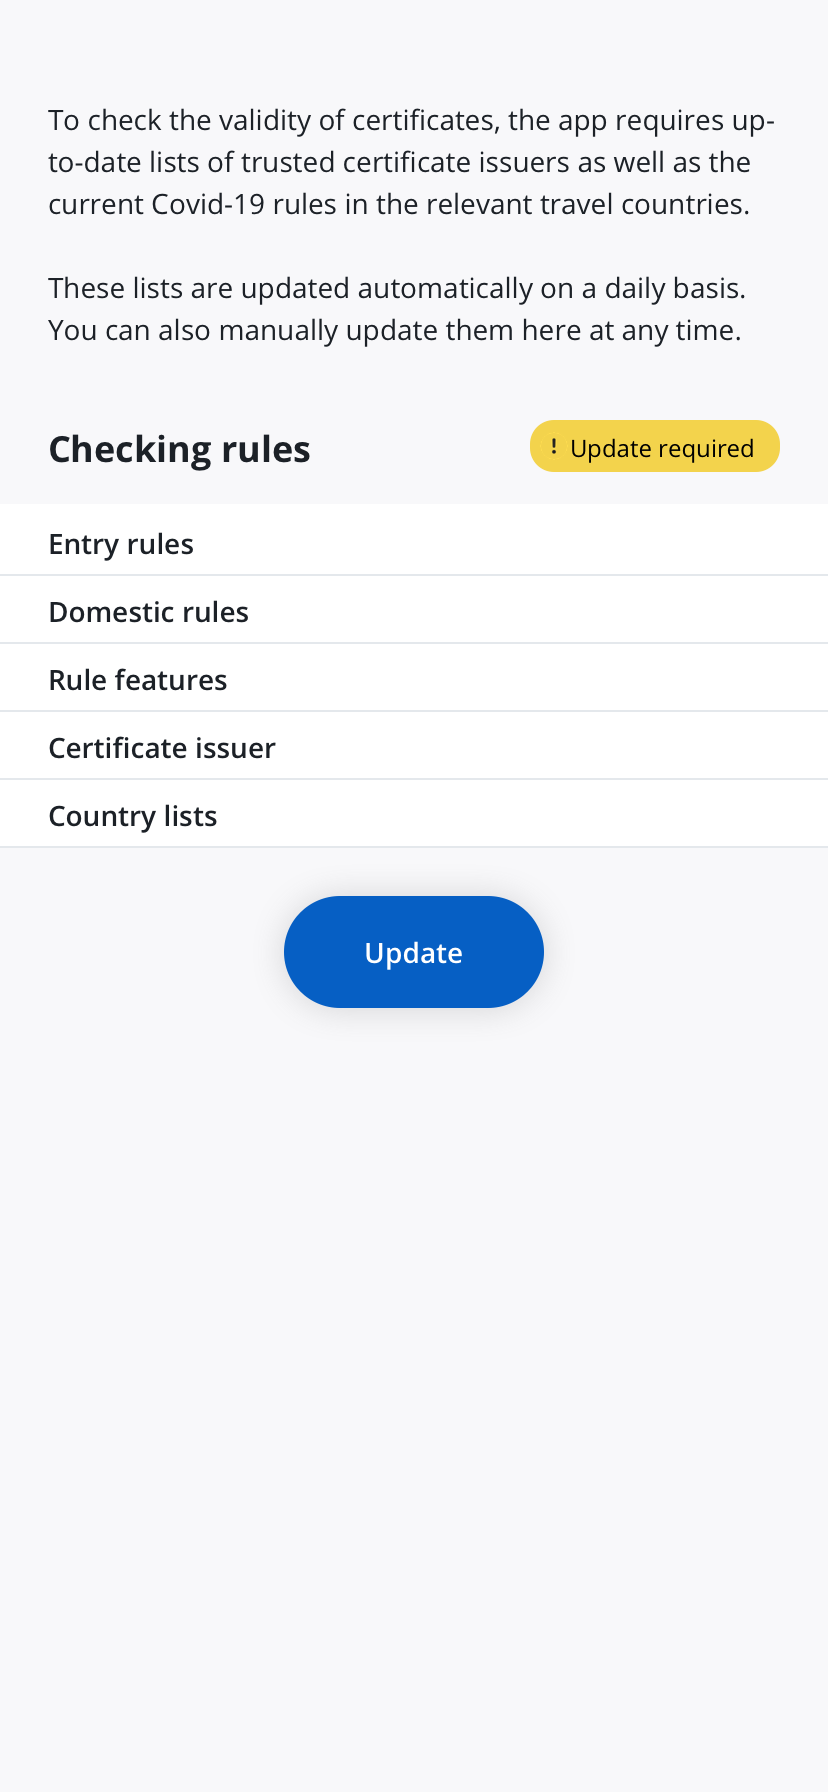 To check the validity of certificates, the app requires up-
to-date lists of trusted certificate issuers as well as the
current Covid-19 rules in the relevant travel countries.
These lists are updated automatically on a daily basis.
You can also manually update them here at any time.
Checking rules
! Update required
Entry rules
Domestic rules
Rule features
Certificate issuer
Country lists
Update